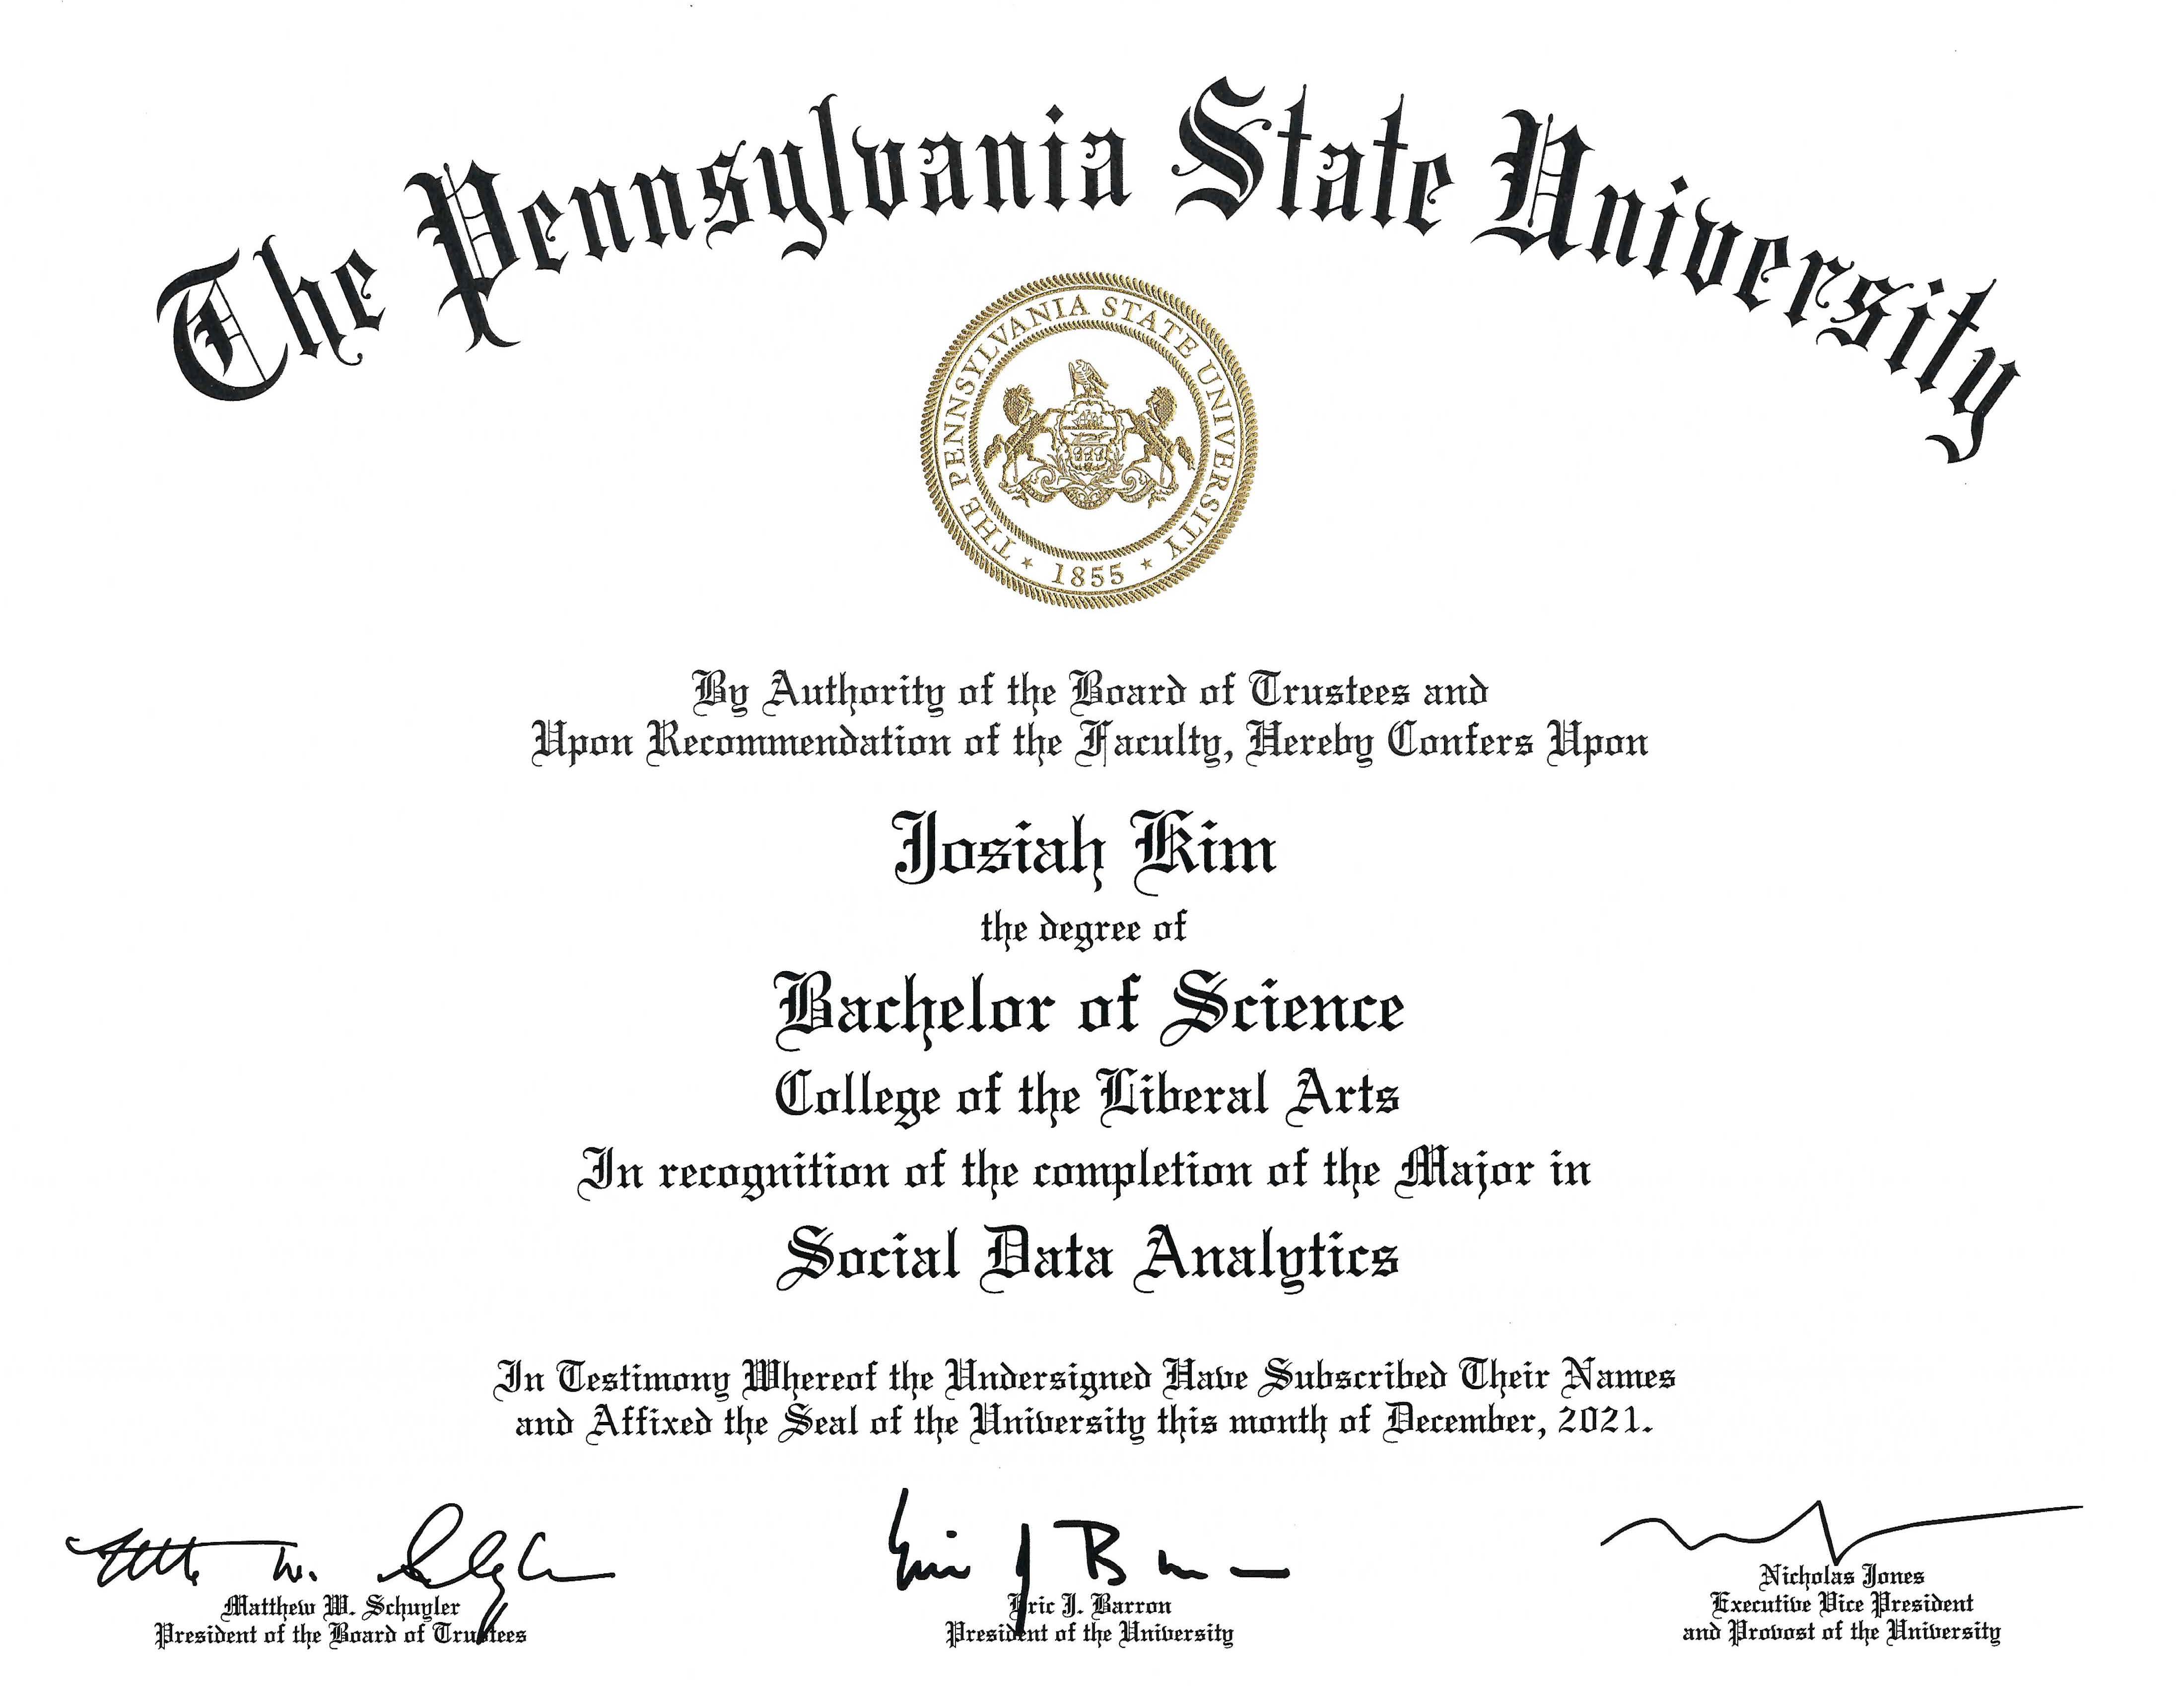 The Pennsylvania State University
THE PENNSYLVANIA STATE UNIVERSITY
★ 1855 ★
By Authority of the Board of Trustees and
Upon Recommendation of the Faculty, Hereby Confers Upon
Josiah Kim
the degree of
Bachelor of Science
College of the Liberal Arts
In recognition of the completion of the Major in
Social Data Analytics
In Testimony Whereof the Undersigned Have Subscribed Their Names
and Affixed the Seal of the University this month of December, 2021.
Matthew W. Schuyler
President of the Board of Trustees
Eric J. Barron
President of the University
Nicholas Jones
Executive Vice President
and Provost of the University